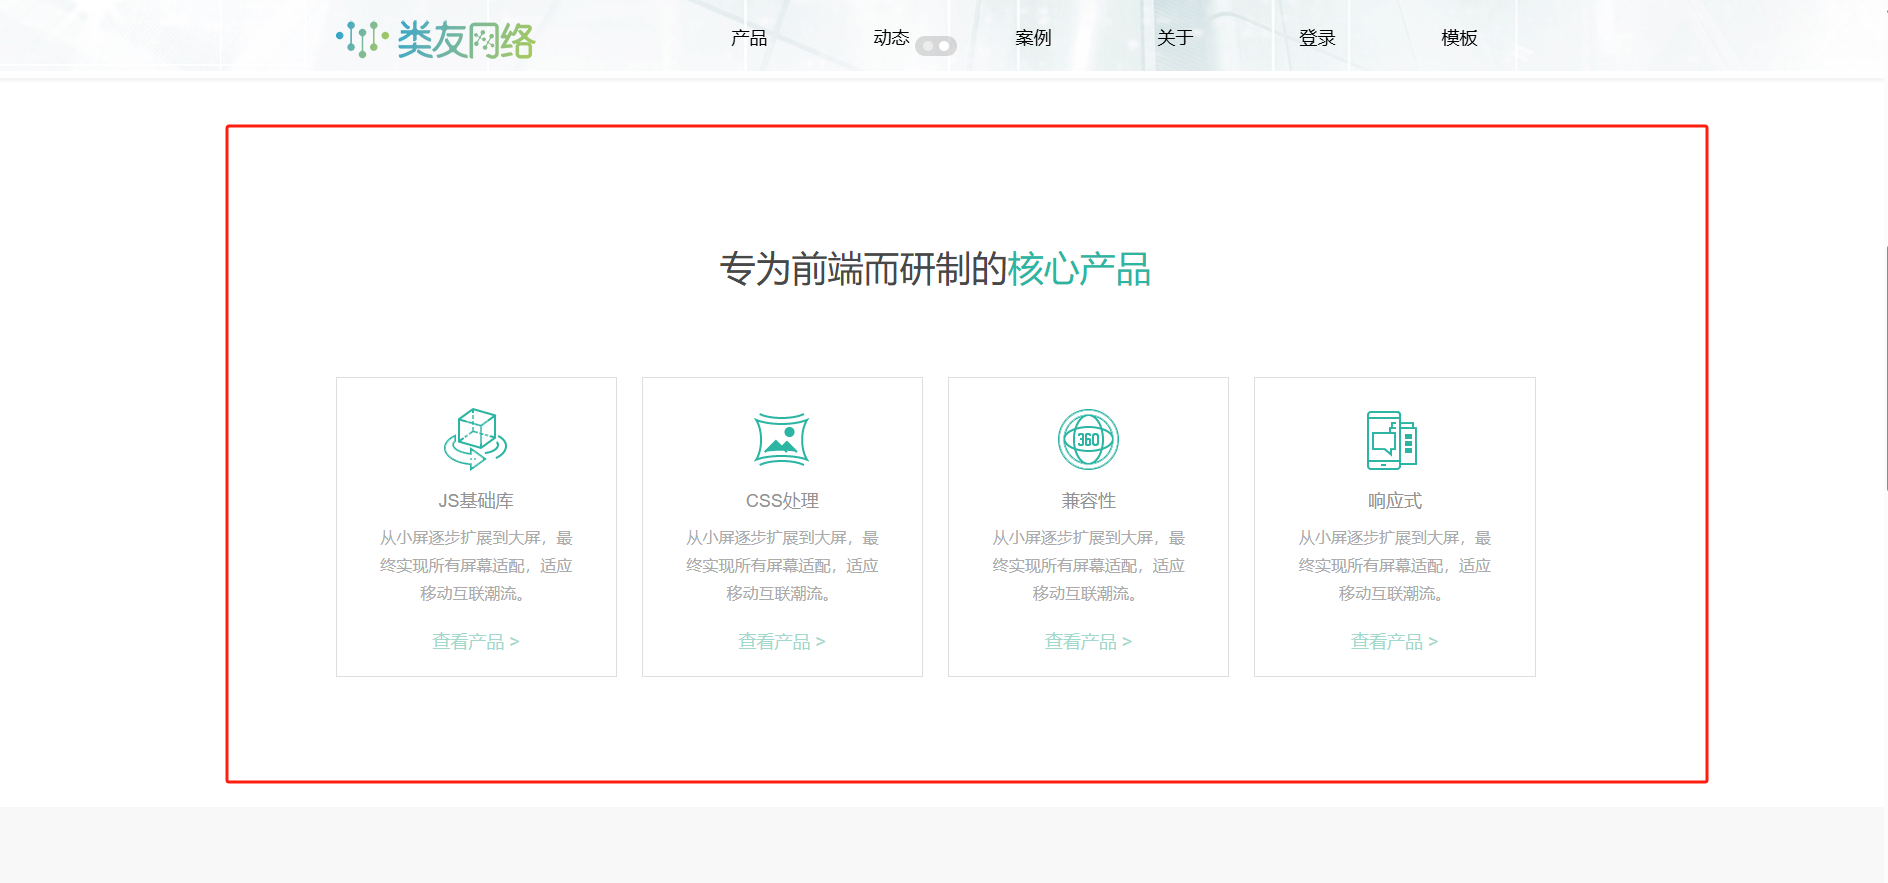 类友网络
产品 动态 案例 关于 登录 模板
专为前端而研制的核心产品
JS基础库
从小屏逐步扩展到大屏，最
终实现所有屏幕适配，适应
移动互联潮流。
查看产品 >
CSS处理
从小屏逐步扩展到大屏，最
终实现所有屏幕适配，适应
移动互联潮流。
查看产品 >
360
兼容性
从小屏逐步扩展到大屏，最
终实现所有屏幕适配，适应
移动互联潮流。
查看产品 >
响应式
从小屏逐步扩展到大屏，最
终实现所有屏幕适配，适应
移动互联潮流。
查看产品 >